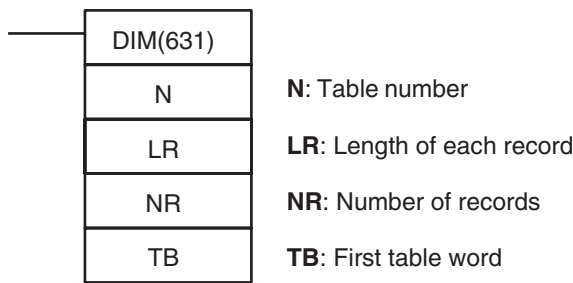 DIM(631)
N
N: Table number
LR
LR: Length of each record
NR
NR: Number of records
TB
TB: First table word